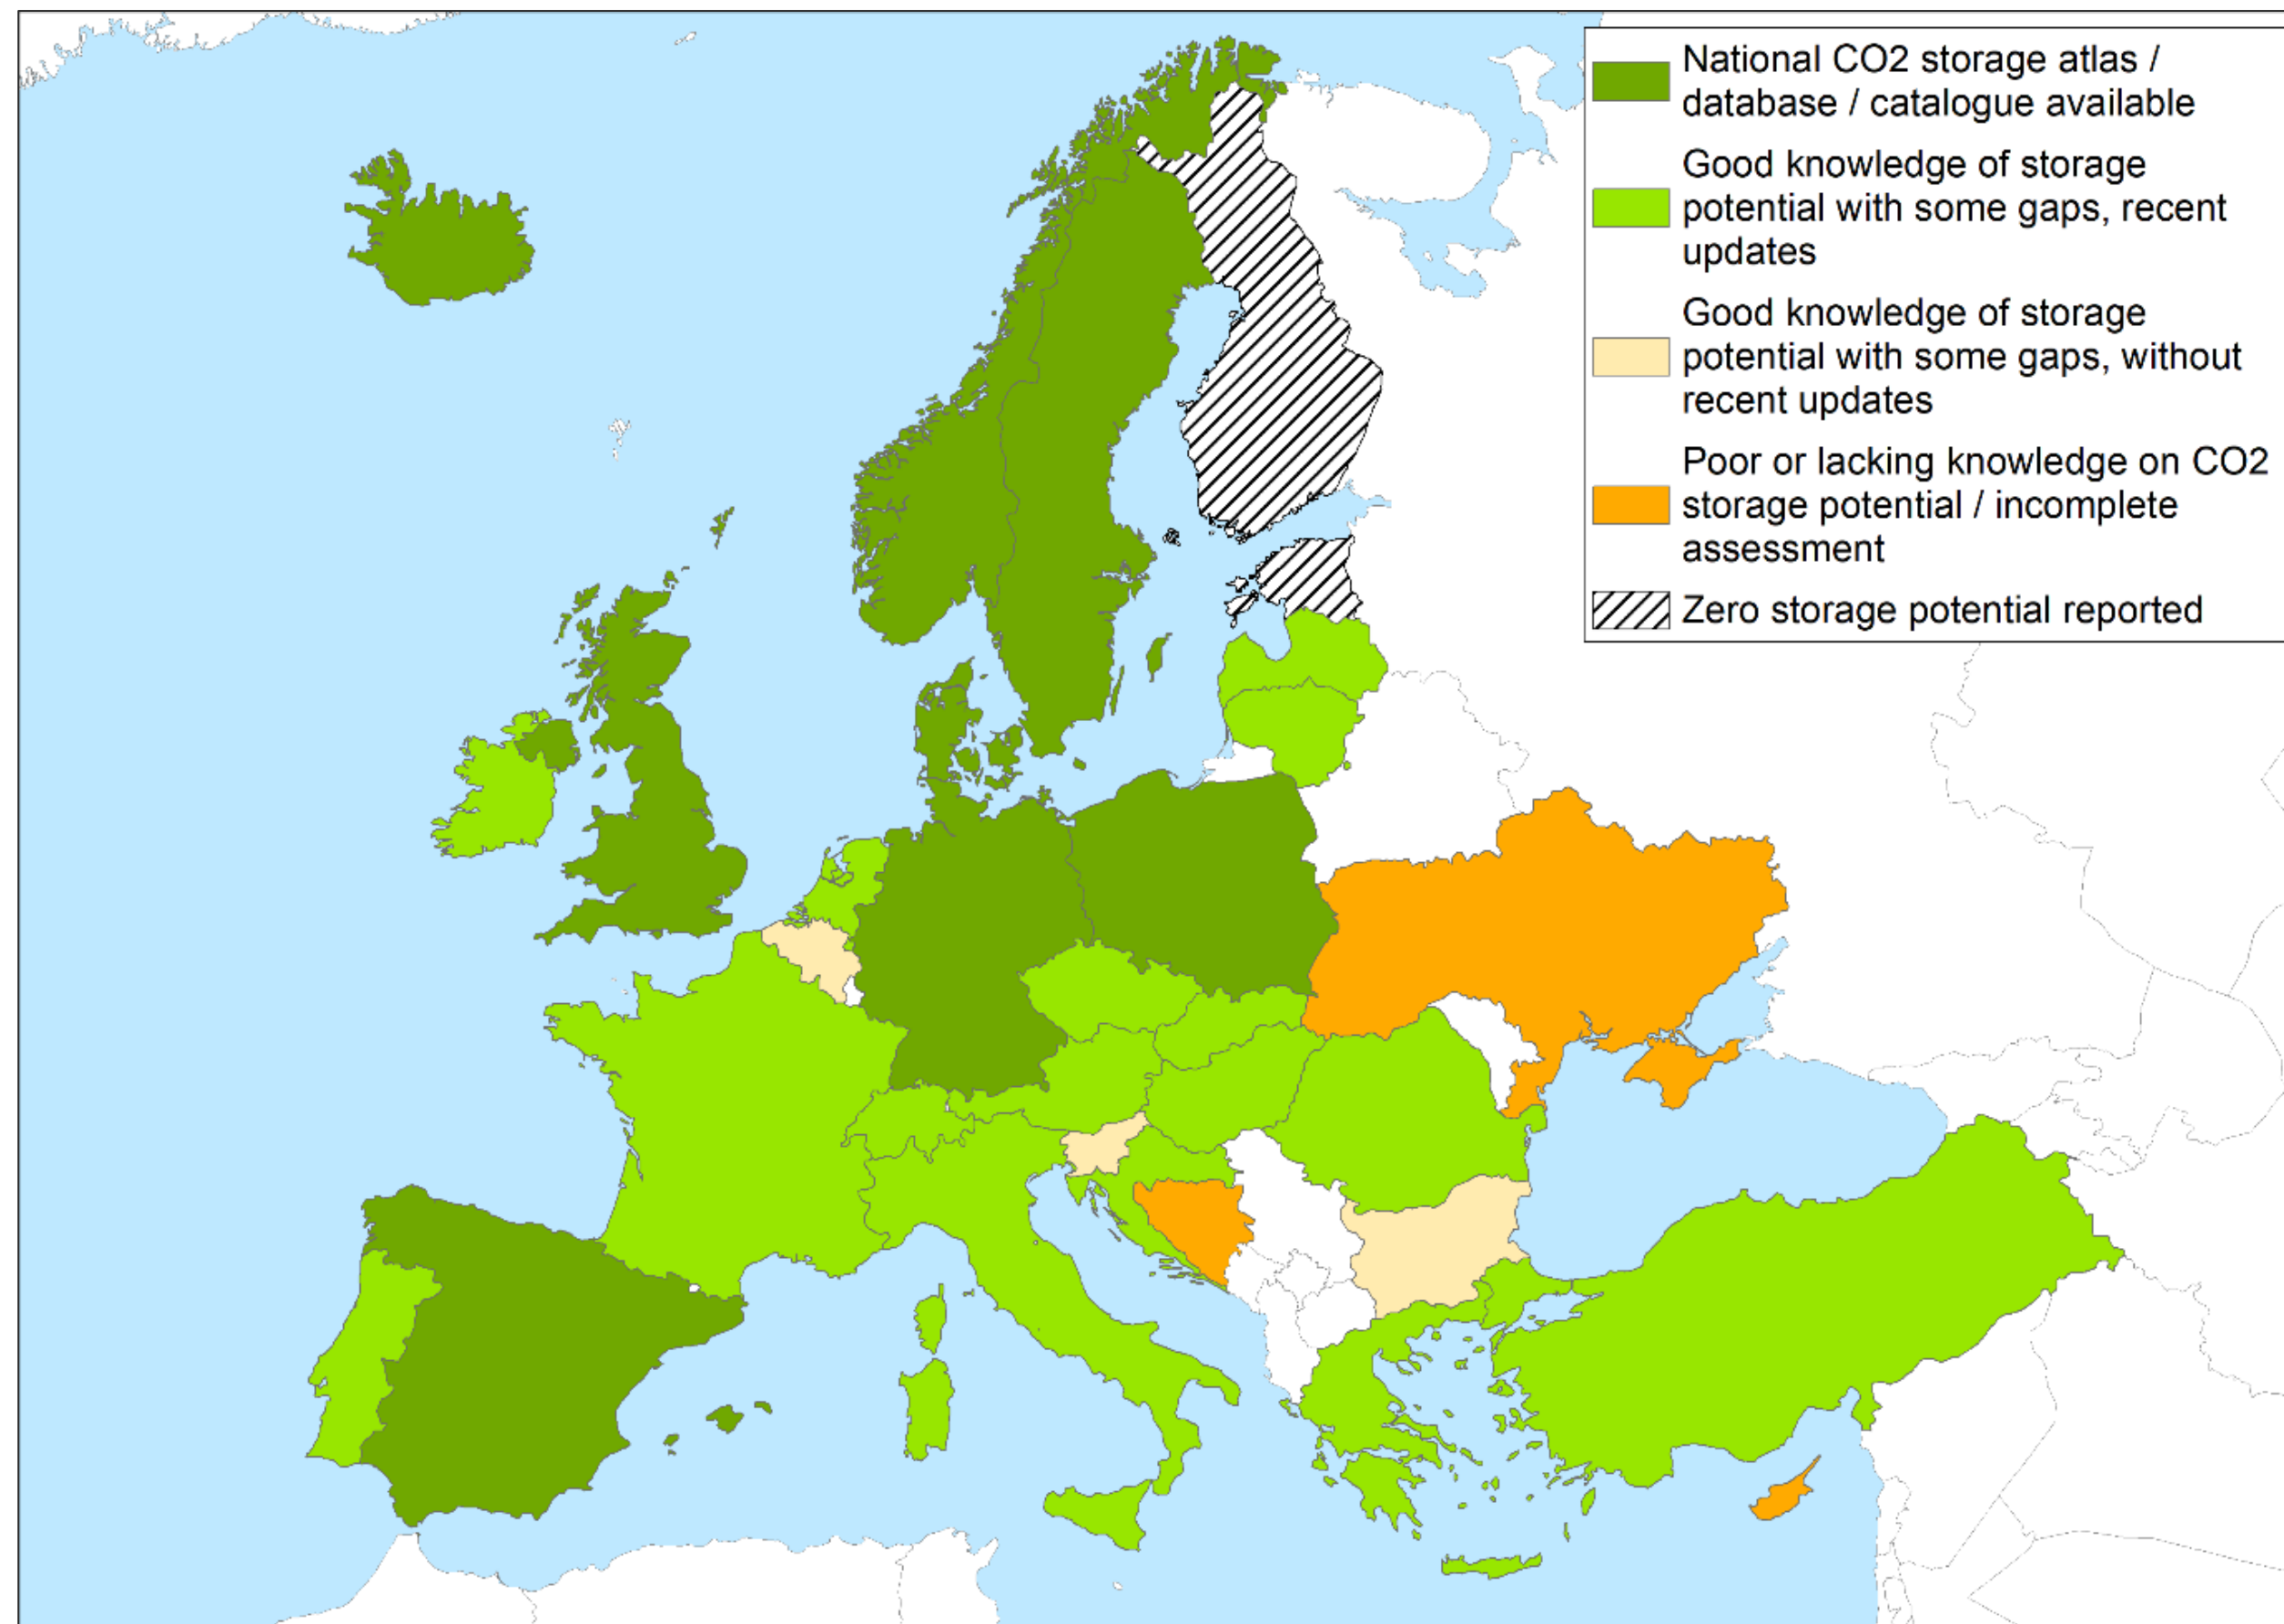 National CO2 storage atlas /
database / catalogue available
Good knowledge of storage
potential with some gaps, recent
updates
Good knowledge of storage
potential with some gaps, without
recent updates
Poor or lacking knowledge on CO2
storage potential / incomplete
assessment
Zero storage potential reported